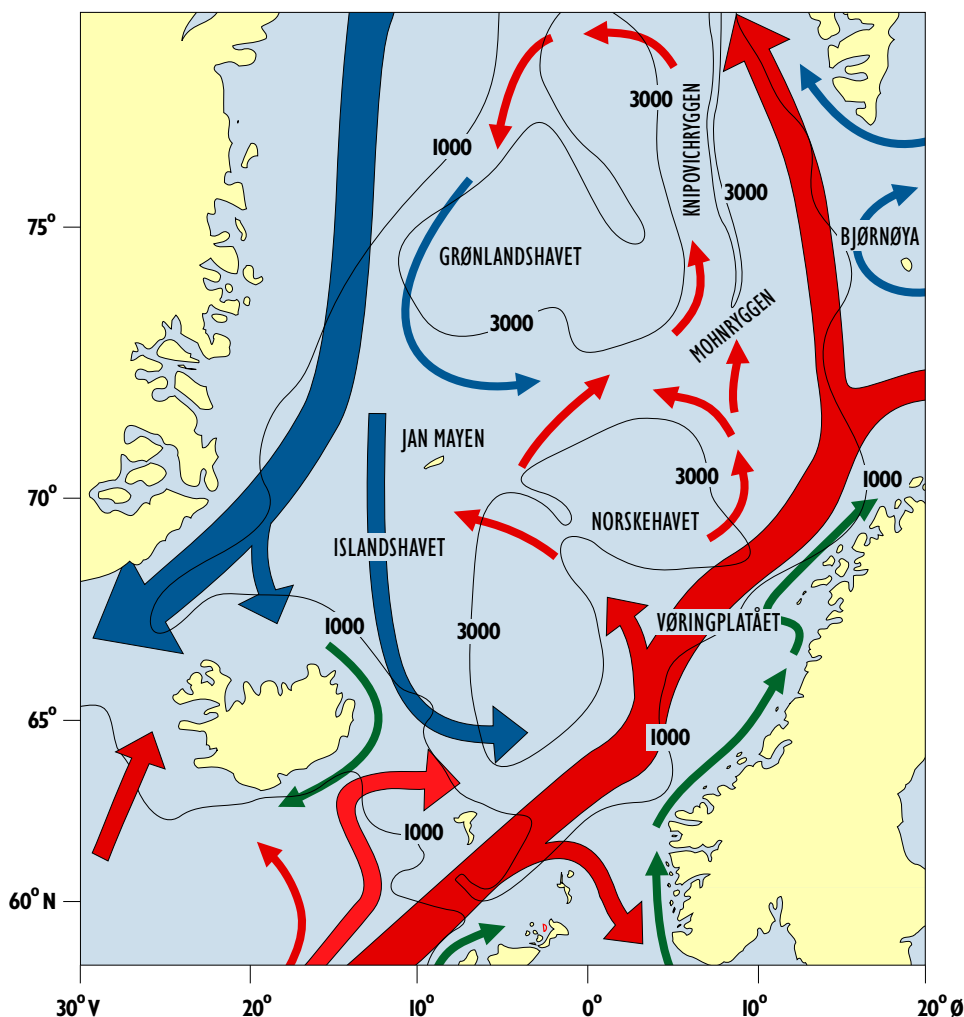 3000
KNIPOVICHRYGGEN
1000
3000
75°
BJØRNØYA
GRØNLANDSHAVET
3000
MOHNRYGGEN
JAN MAYEN
3000
1000
70°
NORSKEHAVET
ISLANDSHAVET
1000
3000
VØRINGPLATÅET
65°
1000
1000
60° N
30° V
20°
10°
0°
10°
20° Ø